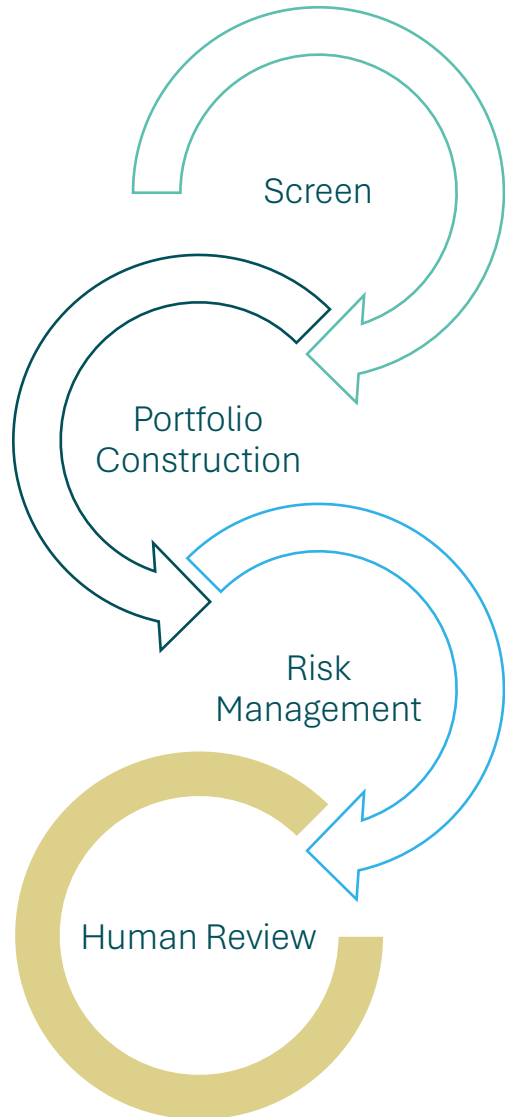 Screen
Portfolio
Construction
Risk
Management
Human Review